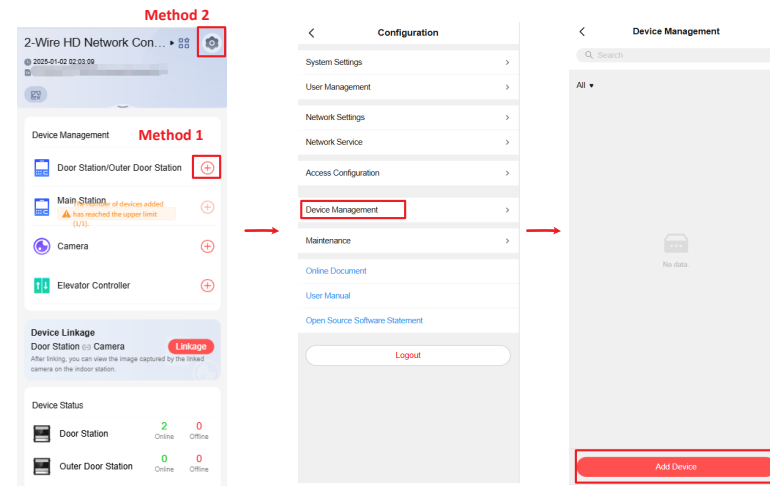 Method 2
2-Wire HD Network Con...
2025-01-02 02:03:09
Device Management
Method 1
Door Station/Outer Door Station
Main Station
The number of devices added
has reached the upper limit
(1/1).
Camera
Elevator Controller
Device Linkage
Door Station Camera
Linkage
After linking, you can view the image captured by the linked
camera on the indoor station.
Device Status
Door Station
2
Online
0
Offline
Outer Door Station
0
Online
0
Offline
Configuration
System Settings
User Management
Network Settings
Network Service
Access Configuration
Device Management
Maintenance
Online Document
User Manual
Open Source Software Statement
Logout
Device Management
Search
All
No data.
Add Device